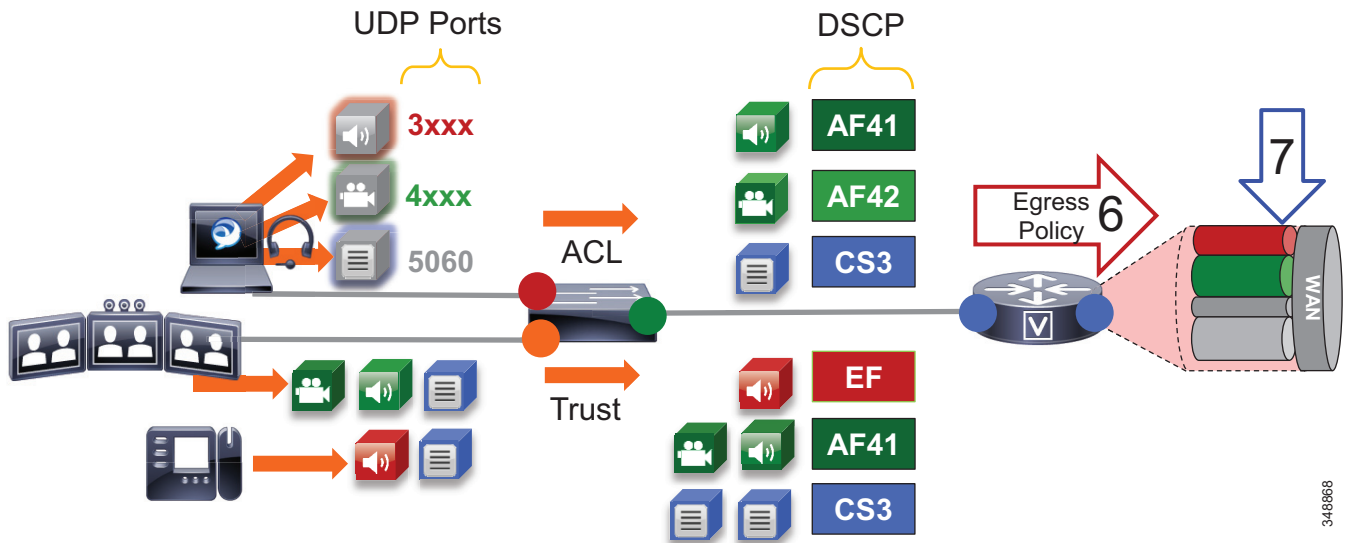 UDP Ports
DSCP
3xxx
4xxx
5060
ACL
AF41
AF42
CS3
Egress
Policy
6
7
WAN
V
Trust
EF
AF41
CS3
348868